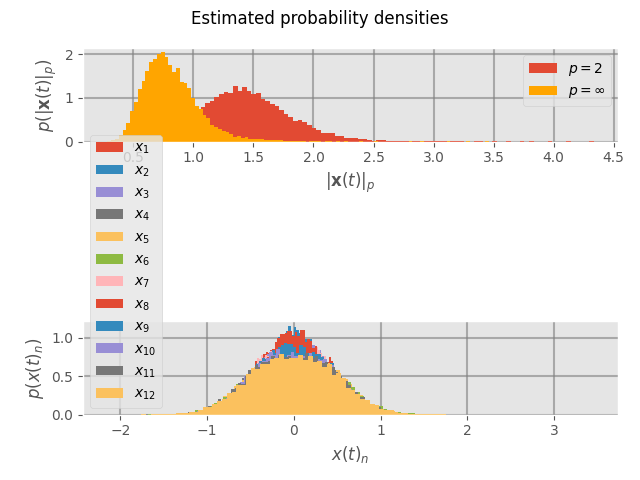 Estimated probability densities
p(|x(t)|ₚ)
2
1
0
p = 2
p = ∞
0.5 1.0 1.5 2.0 2.5 3.0 3.5 4.0 4.5
|x(t)|ₚ
x₁
x₂
x₃
x₄
x₅
x₆
x₇
x₈
x₉
x₁₀
x₁₁
x₁₂
p(x(t)ₙ)
1.0
0.5
0.0
−2 −1 0 1 2 3
x(t)ₙ